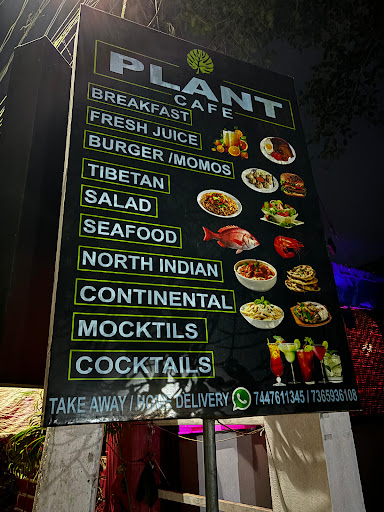 PLANT
CAFE
BREAKFAST
FRESH JUICE
BURGER /MOMOS
TIBETAN
SALAD
SEAFOOD
NORTH INDIAN
CONTINENTAL
MOCKTILS
COCKTAILS
TAKE AWAY / HOME DELIVERY 7447611345 / 7365936108